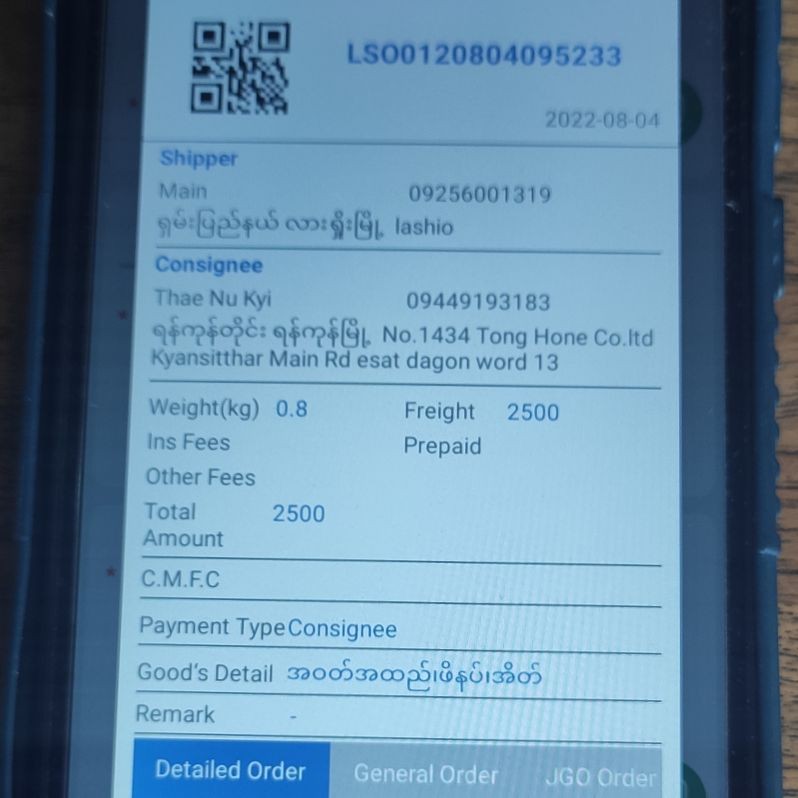 LSO0120804095233
2022-08-04
Shipper
Main 09256001319
ရှမ်းပြည်နယ် လားရှိုးမြို့, lashio
Consignee
Thae Nu Kyi 09449193183
ရန်ကုန်တိုင်း ရန်ကုန်မြို့, No.1434 Tong Hone Co.ltd
Kyansitthar Main Rd esat dagon word 13
Weight(kg) 0.8 Freight 2500
Ins Fees Prepaid
Other Fees
Total 2500
Amount
C.M.F.C
Payment Type Consignee
Good's Detail အဝတ်အထည်၊ဖိနပ်၊အိတ်
Remark -
Detailed Order General Order JGO Order